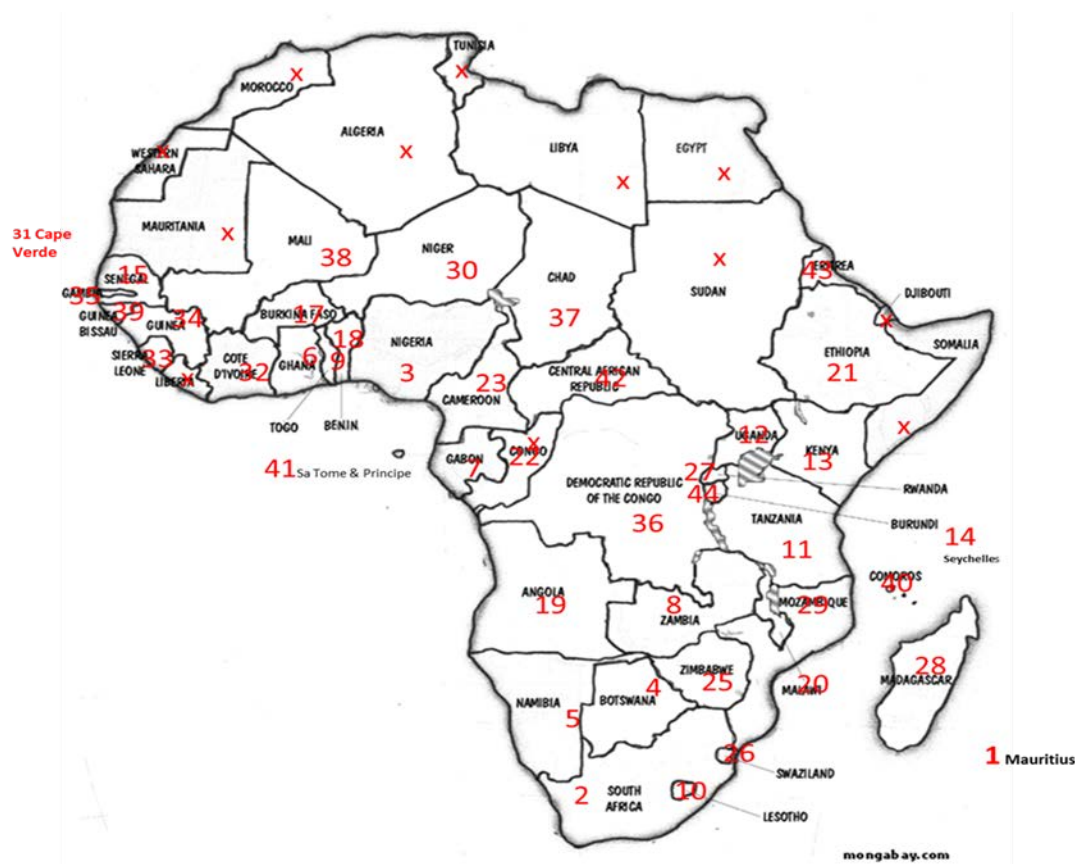 TUNISIA
x
x
MOROCCO
ALGERIA
x
LIBYA
x
EGYPT
x
WESTERN
SAHARA
x
MAURITANIA
x
31 Cape
Verde
MALI
38
NIGER
30
CHAD
37
SUDAN
x
ERITREA
43
DJIBOUTI
x
SENEGAL
15
GAMBIA
35
GUINEA
BISSAU
39
GUINEA
34
BURKINA FASO
17
18
NIGERIA
3
SOMALIA
x
ETHIOPIA
21
SIERRA
LEONE
33
LIBERIA
x
COTE
D'IVOIRE
32
GHANA
6
9
TOGO
BENIN
CAMEROON
23
CENTRAL AFRICAN
REPUBLIC
42
41 Sa Tome & Principe
GABON
7
x
CONGO
22
DEMOCRATIC REPUBLIC
OF THE CONGO
36
UGANDA
12
KENYA
13
27
RWANDA
44
BURUNDI
14
Seychelles
TANZANIA
11
COMOROS
40
ANGOLA
19
8
ZAMBIA
MOZAMBIQUE
29
MALAWI
20
28
MADAGASCAR
ZIMBABWE
25
NAMIBIA
5
BOTSWANA
4
26
SWAZILAND
1 Mauritius
2
SOUTH
AFRICA
10
LESOTHO
mongabay.com